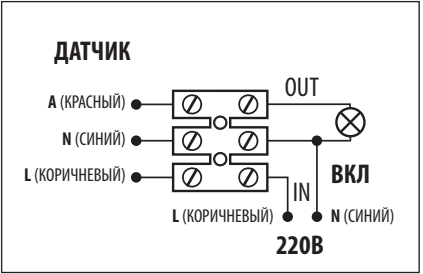 ДАТЧИК
OUT
A (КРАСНЫЙ)
N (СИНИЙ)
L (КОРИЧНЕВЫЙ)
ВКЛ
IN
L (КОРИЧНЕВЫЙ)
N (СИНИЙ)
220В